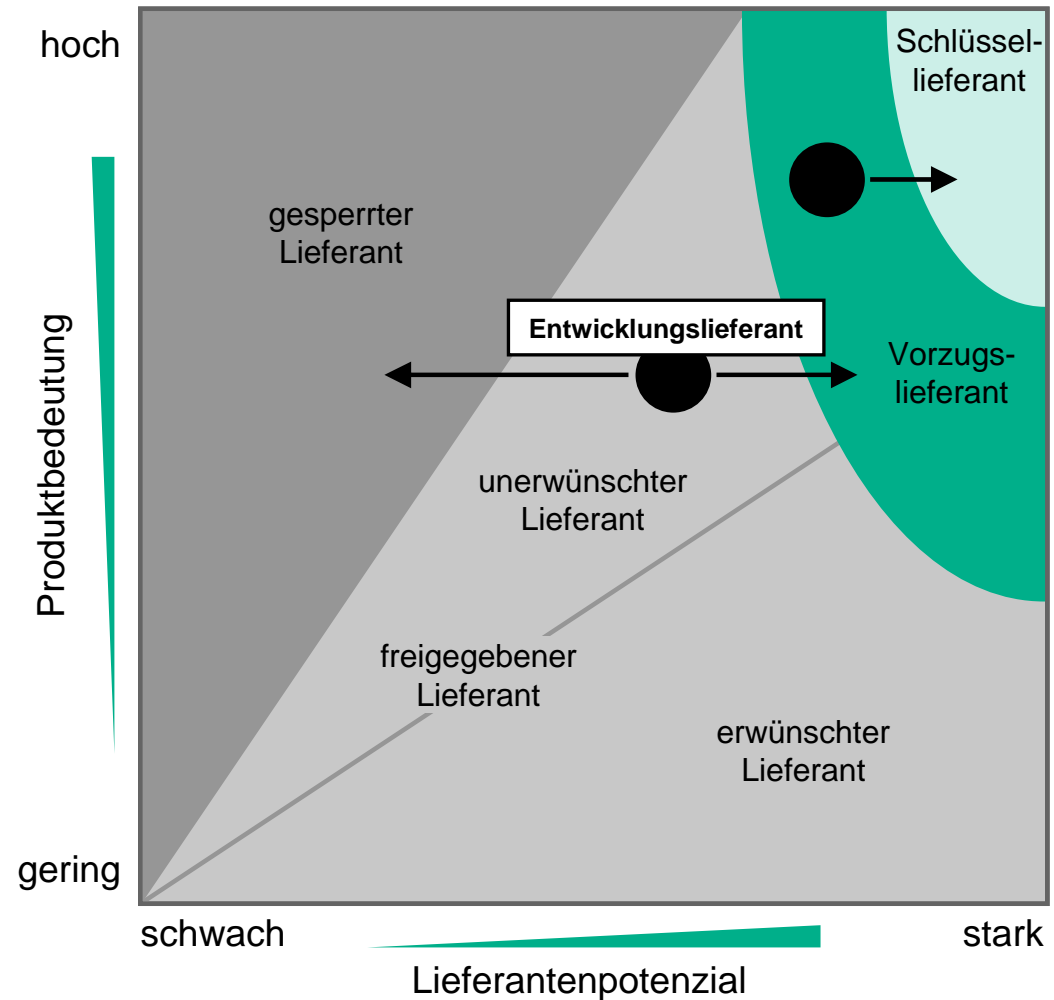 hoch
Schlüssel-
lieferant
gesperrter
Lieferant
Entwicklungslieferant
Vorzugs-
lieferant
Produktbedeutung
unerwünschter
Lieferant
freigegebener
Lieferant
erwünschter
Lieferant
gering
schwach
stark
Lieferantenpotenzial